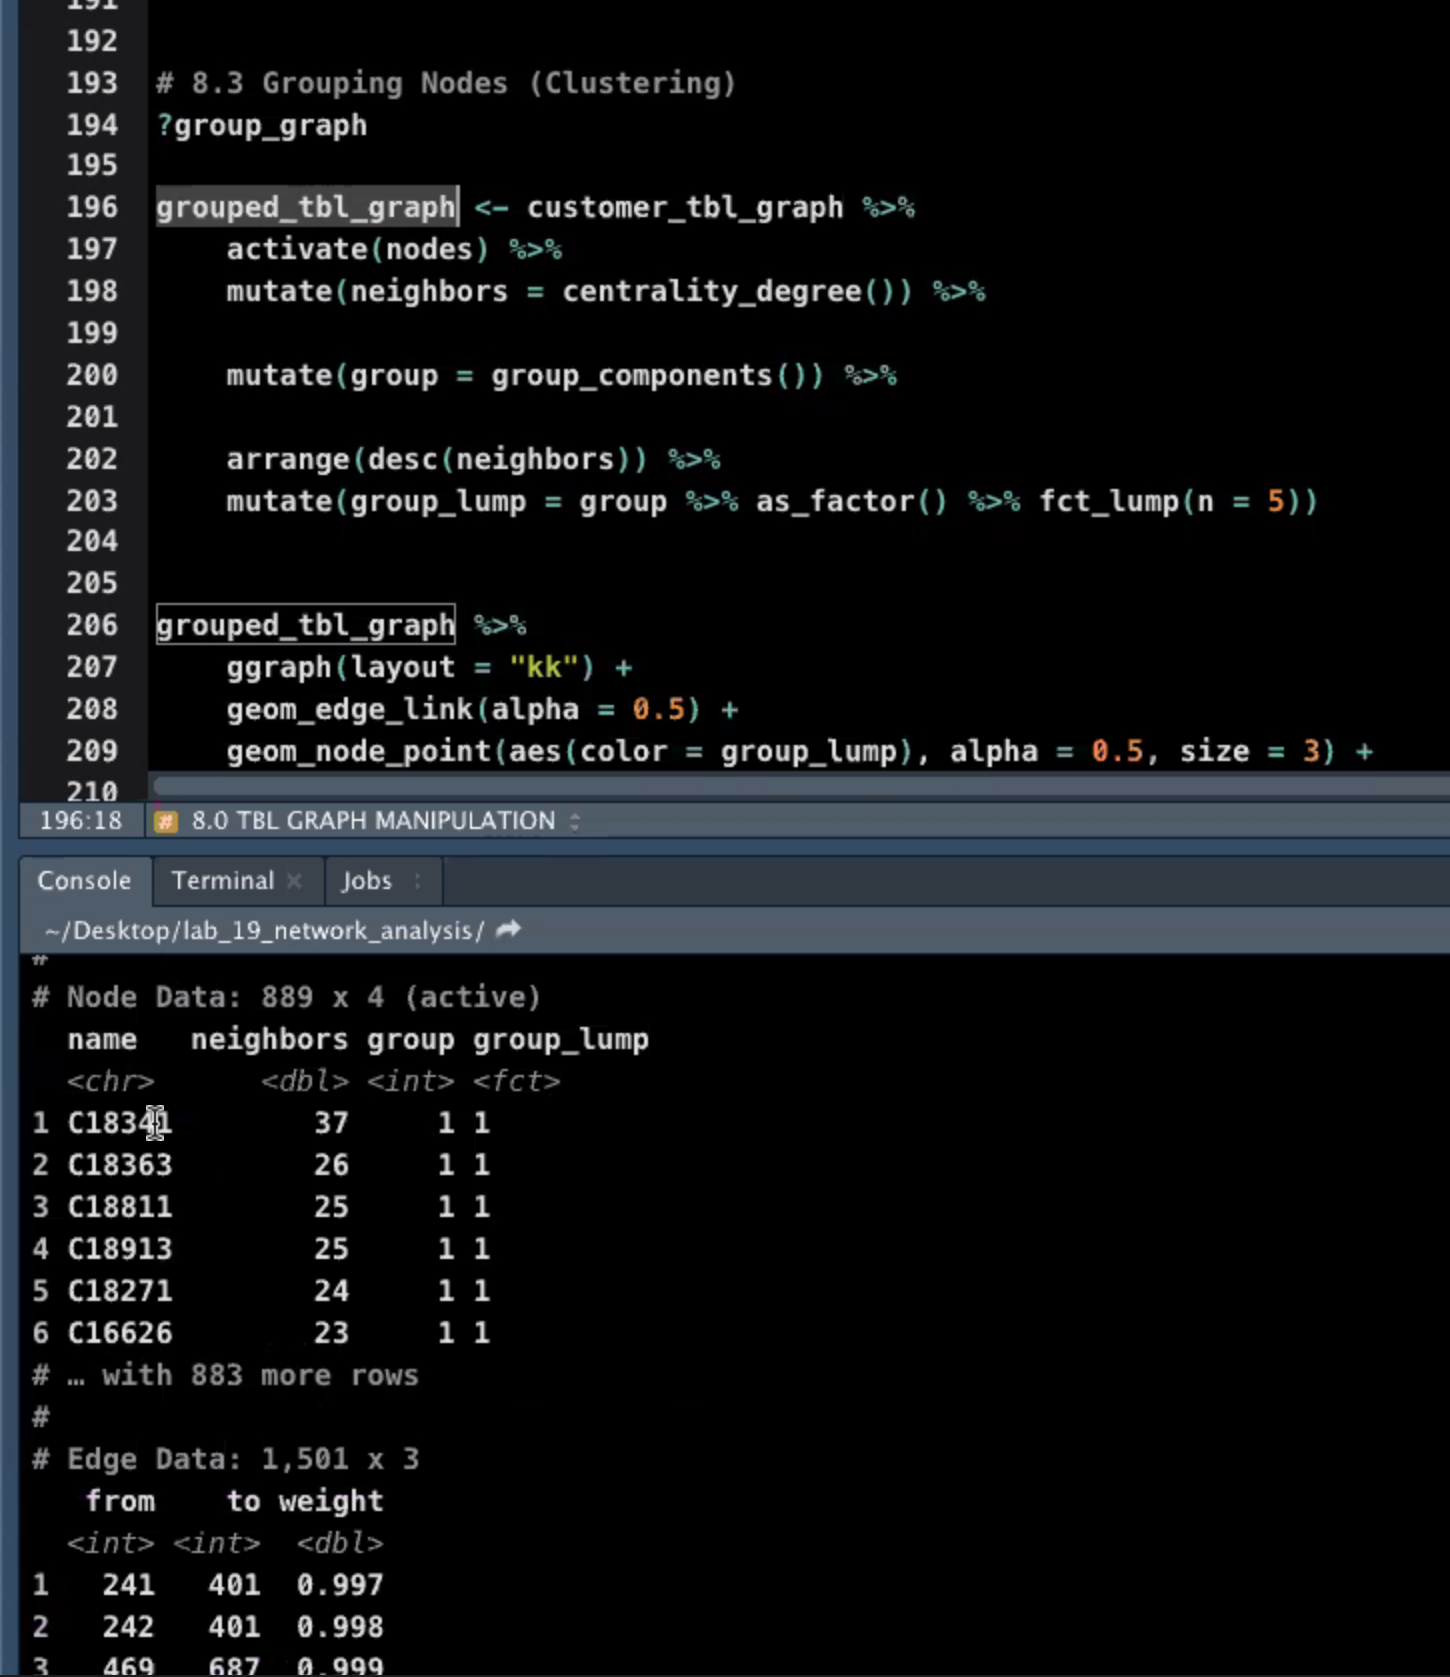 191
192
193 # 8.3 Grouping Nodes (Clustering)
194 ?group_graph
195
196 grouped_tbl_graph <- customer_tbl_graph %>%
197 activate(nodes) %>%
198 mutate(neighbors = centrality_degree()) %>%
199
200 mutate(group = group_components()) %>%
201
202 arrange(desc(neighbors)) %>%
203 mutate(group_lump = group %>% as_factor() %>% fct_lump(n = 5))
204
205
206 grouped_tbl_graph %>%
207 ggraph(layout = "kk") +
208 geom_edge_link(alpha = 0.5) +
209 geom_node_point(aes(color = group_lump), alpha = 0.5, size = 3) +
210
196:18 # 8.0 TBL GRAPH MANIPULATION
Console Terminal Jobs
~/Desktop/lab_19_network_analysis/
#
# Node Data: 889 x 4 (active)
name neighbors group group_lump
<chr> <dbl> <int> <fct>
1 C18341 37 1 1
2 C18363 26 1 1
3 C18811 25 1 1
4 C18913 25 1 1
5 C18271 24 1 1
6 C16626 23 1 1
# … with 883 more rows
#
# Edge Data: 1,501 x 3
from to weight
<int> <int> <dbl>
1 241 401 0.997
2 242 401 0.998
3 469 687 0.999